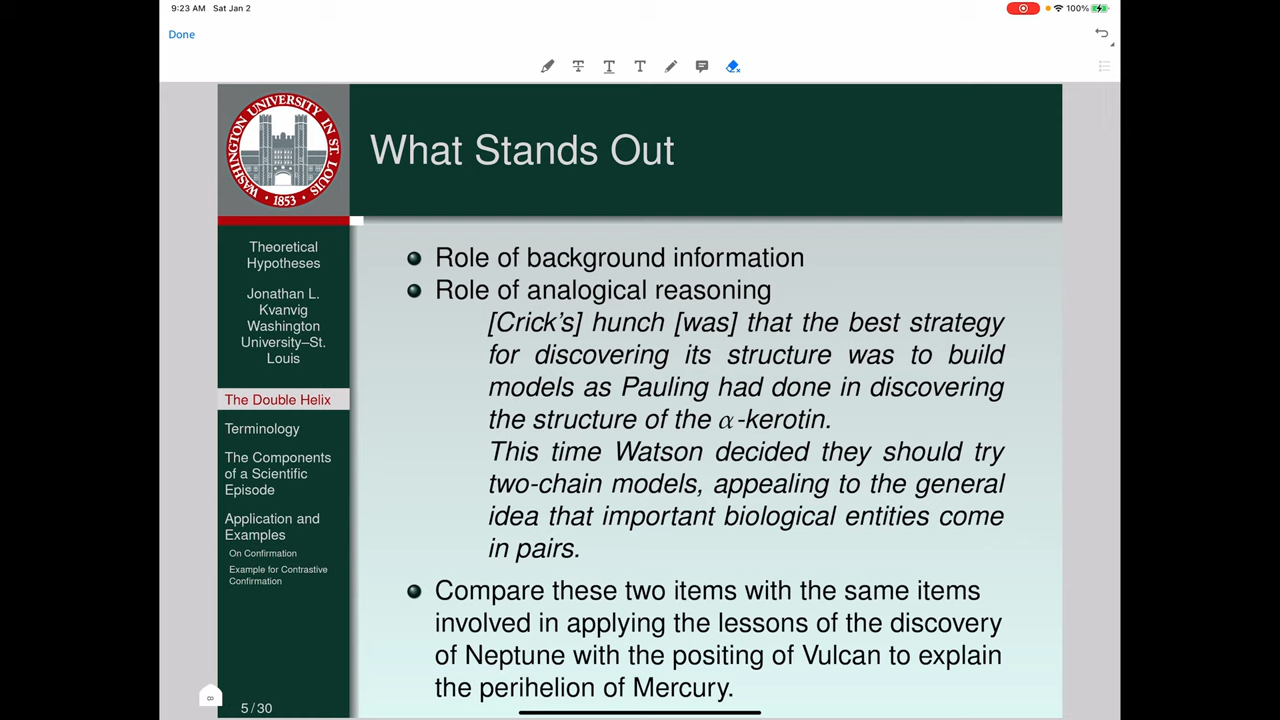 9:23 AM Sat Jan 2
100%
Done
WASHINGTON UNIVERSITY IN ST. LOUIS
1853
What Stands Out
Theoretical
Hypotheses
Jonathan L.
Kvanvig
Washington
University–St.
Louis
The Double Helix
Terminology
The Components
of a Scientific
Episode
Application and
Examples
On Confirmation
Example for Contrastive
Confirmation
5 / 30
Role of background information
Role of analogical reasoning
[Crick's] hunch [was] that the best strategy
for discovering its structure was to build
models as Pauling had done in discovering
the structure of the α-kerotin.
This time Watson decided they should try
two-chain models, appealing to the general
idea that important biological entities come
in pairs.
Compare these two items with the same items
involved in applying the lessons of the discovery
of Neptune with the positing of Vulcan to explain
the perihelion of Mercury.
8